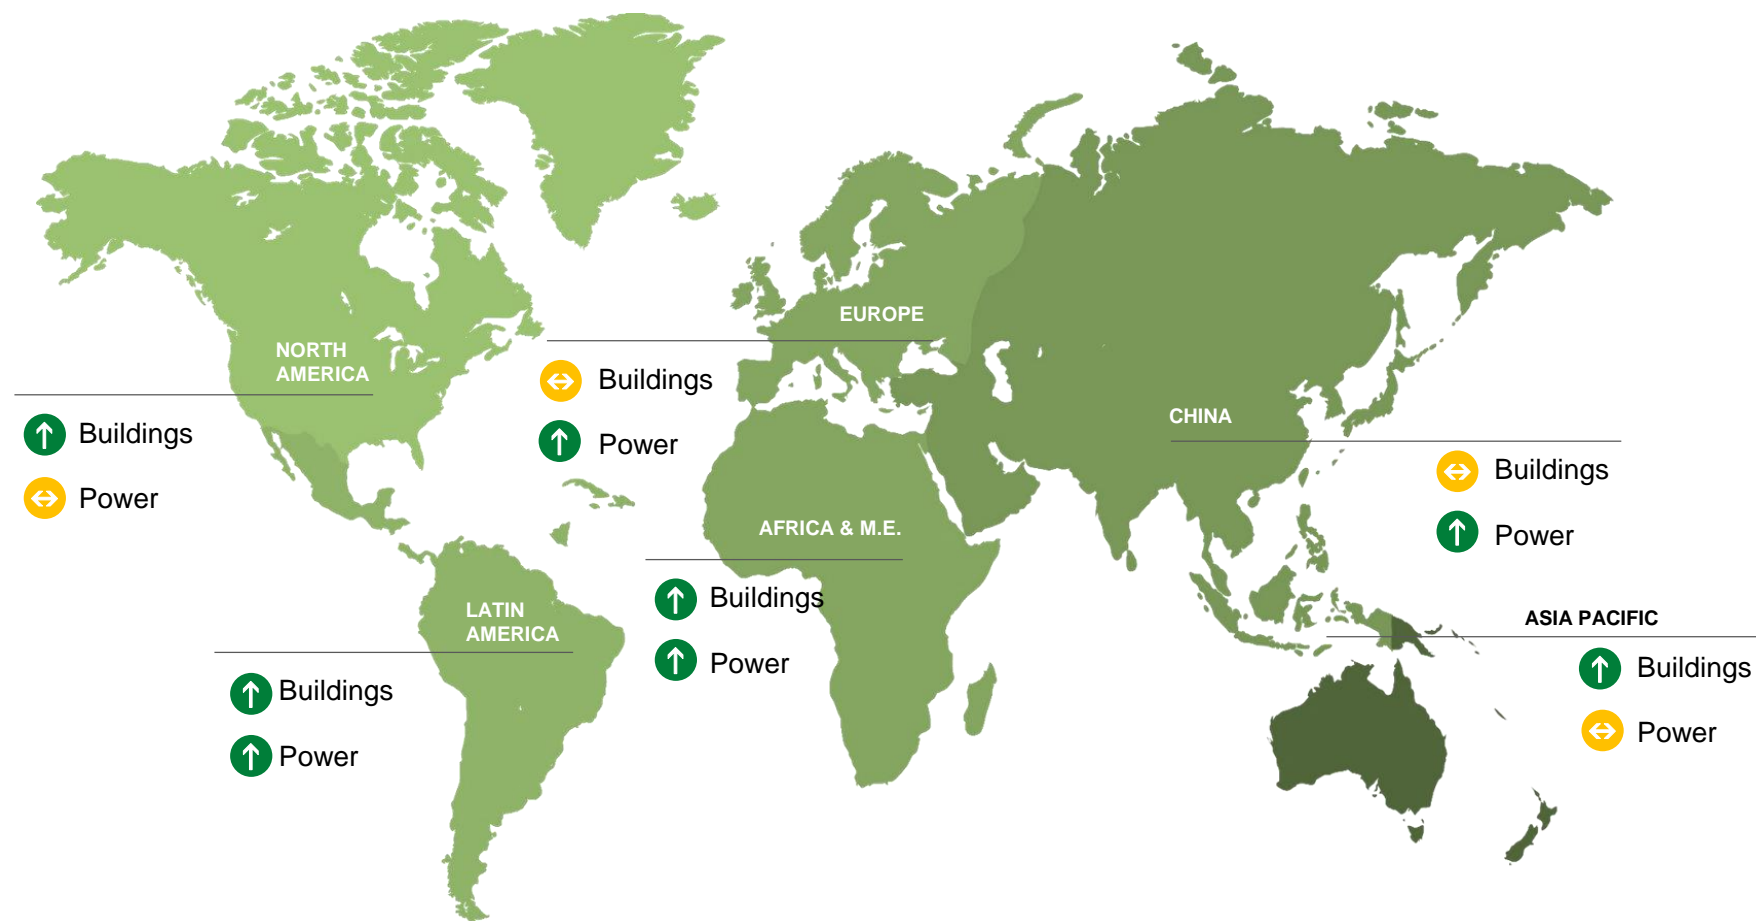 NORTH
AMERICA
Buildings
Power
EUROPE
Buildings
Power
CHINA
Buildings
Power
AFRICA & M.E.
Buildings
Power
LATIN
AMERICA
Buildings
Power
ASIA PACIFIC
Buildings
Power